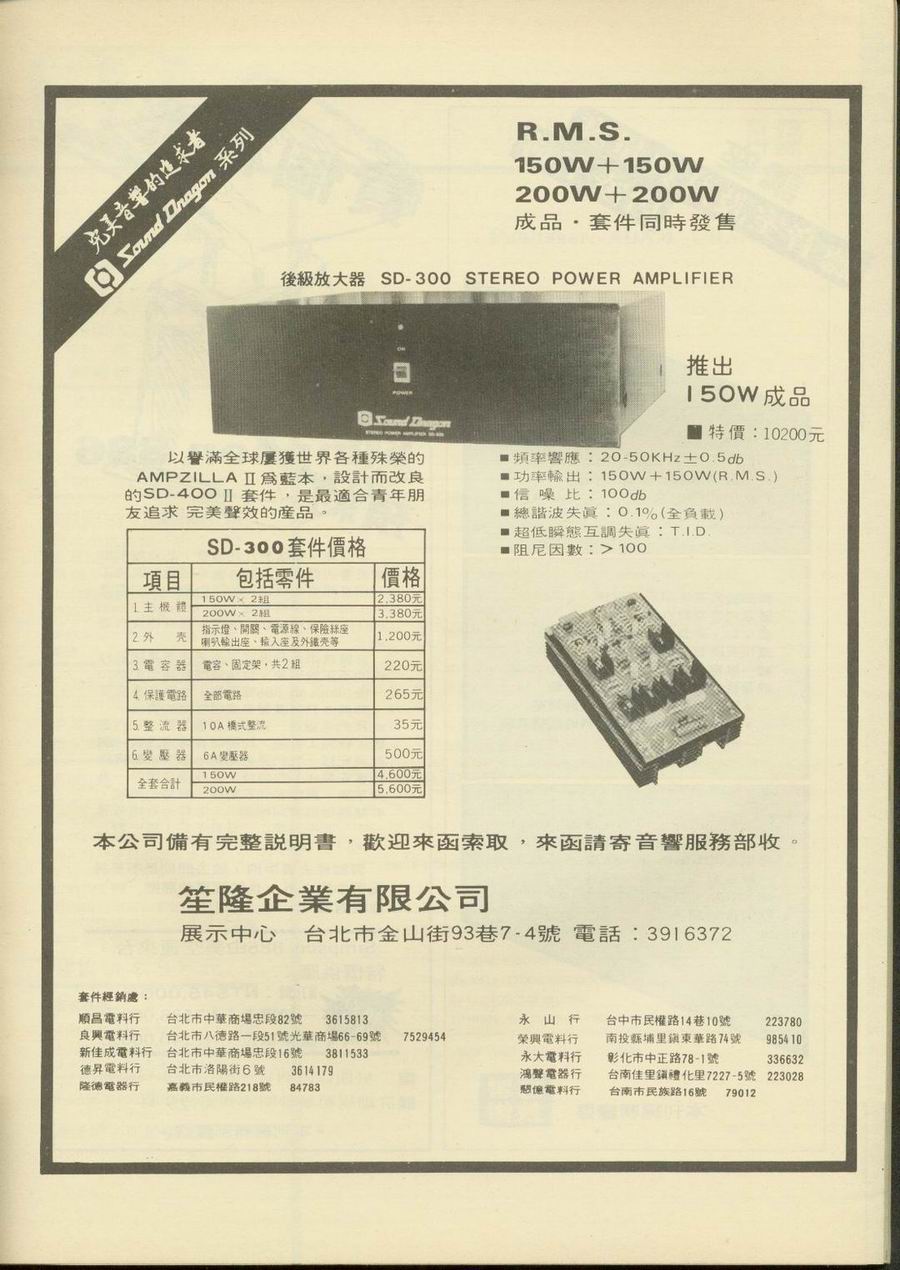 完美音響的追求者
Sound Dragon 系列
R.M.S.
150W+150W
200W+200W
成品·套件同時發售
後級放大器 SD-300 STEREO POWER AMPLIFIER
ON
POWER
Sound Dragon
STEREO POWER AMPLIFIER
推出
150W成品
■ 特價：10200元
以譽滿全球屢獲世界各種殊榮的
AMPZILLA II 爲藍本，設計而改良
的SD-400 II 套件，是最適合青年朋
友追求 完美聲效的産品。
■ 頻率響應：20-50KHz±0.5db
■ 功率輸出：150W+150W(R.M.S.)
■ 信噪比：100db
■ 總諧波失眞：0.1%(全負載)
■ 超低瞬態互調失眞：T.I.D.
■ 阻尼因數：> 100
SD-300套件價格
項目 包括零件 價格
1.主機體 150W× 2組 2,380元
200W× 2組 3,380元
2.外壳 指示燈、開關、電源線、保險絲座 1,200元
喇叭輸出座、輸入座及外鐵壳等
3.電容器 電容、固定架，共2組 220元
4.保護電路 全部電路 265元
5.整流器 10A橋式整流 35元
6.變壓器 6A變壓器 500元
全套合計 150W 4,600元
200W 5,600元
本公司備有完整説明書，歡迎來函索取，來函請寄音響服務部收。
笙隆企業有限公司
展示中心 台北市金山街93巷7-4號 電話：3916372
套件經銷處：
順昌電料行 台北市中華商場忠段82號 3615813
良興電料行 台北市八德路一段51號光華商場66-69號 7529454
新佳成電料行 台北市中華商場忠段16號 3811533
德昇電料行 台北市洛陽街6號 3614179
隆德電器行 嘉義市民權路218號 84783
永山行 台中市民權路14巷10號 223780
榮興電料行 南投縣埔里鎭東華路74號 985410
永大電料行 彰化市中正路78-1號 336632
鴻聲電器行 台南佳里鎭禮化里7227-5號 223028
懇億電料行 台南市民族路16號 79012